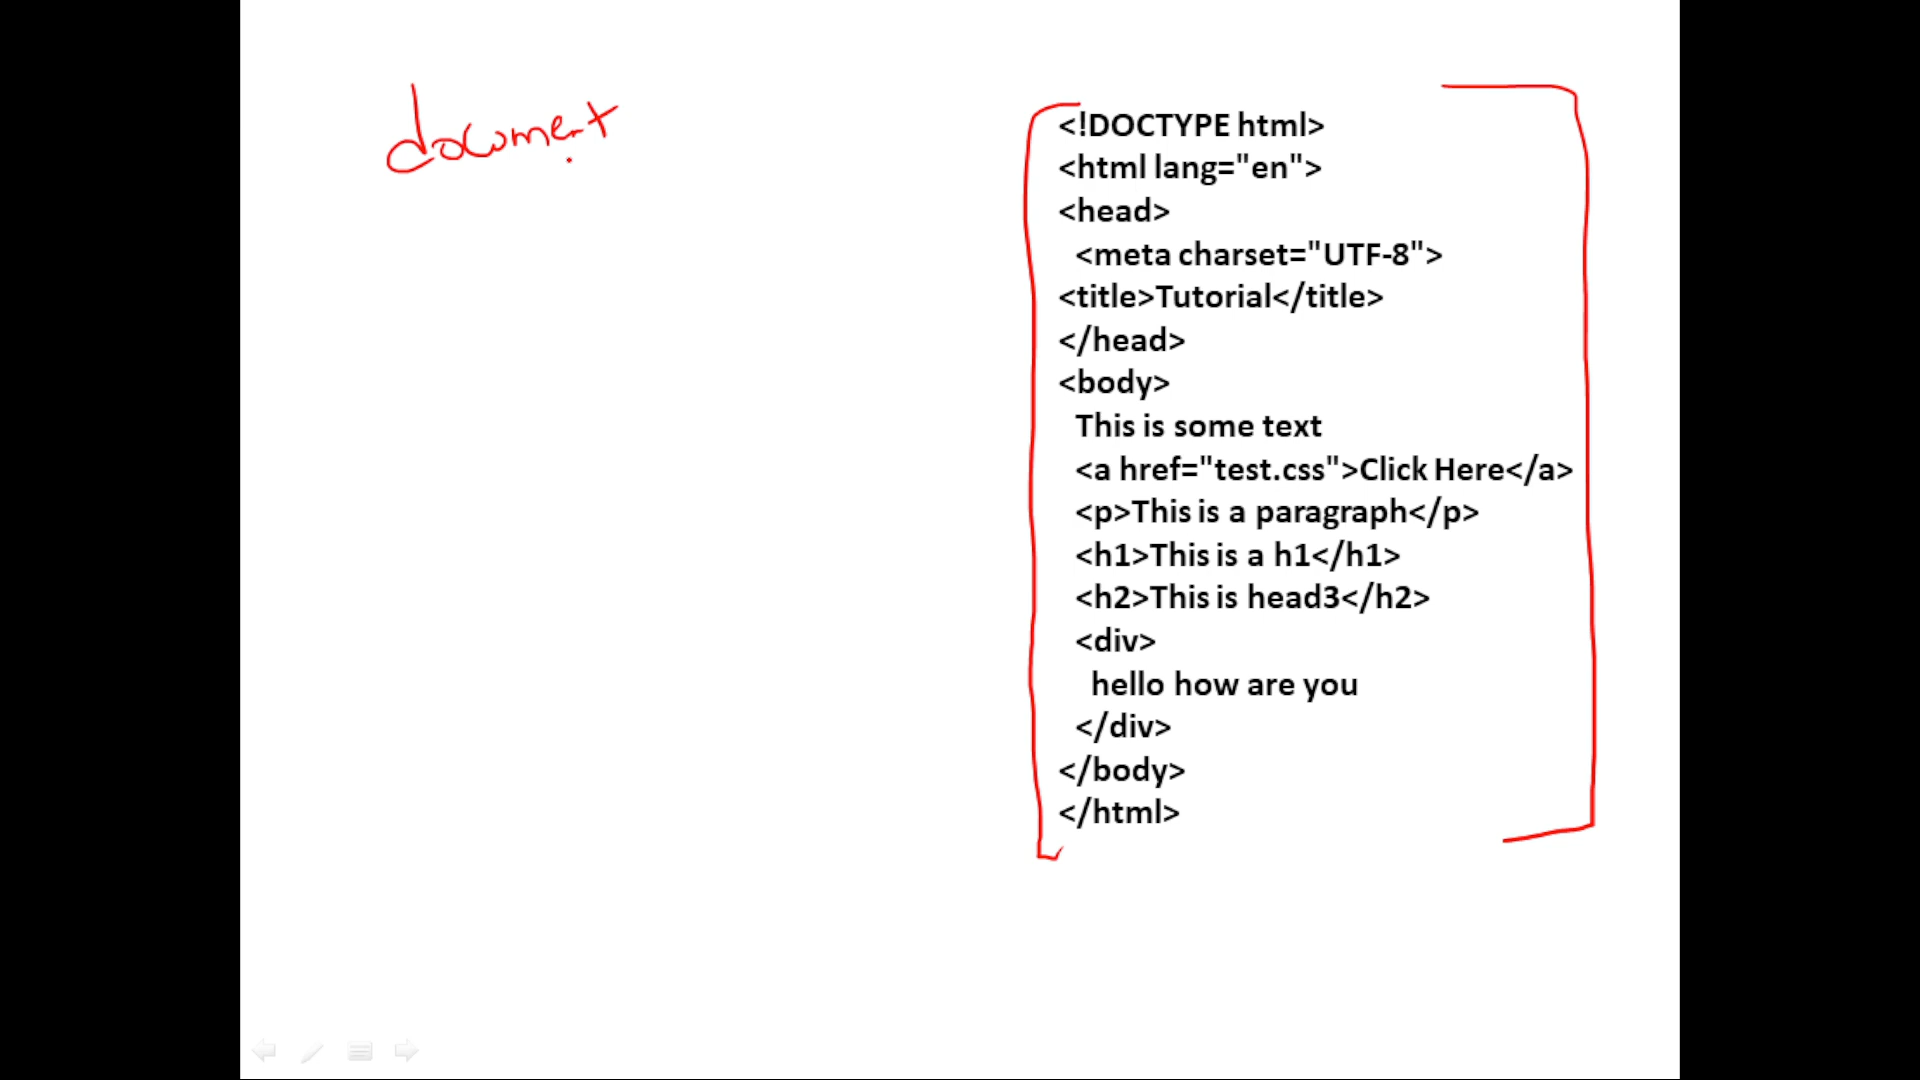 document
<!DOCTYPE html>
<html lang="en">
<head>
<meta charset="UTF-8">
<title>Tutorial</title>
</head>
<body>
This is some text
<a href="test.css">Click Here</a>
<p>This is a paragraph</p>
<h1>This is a h1</h1>
<h2>This is head3</h2>
<div>
hello how are you
</div>
</body>
</html>